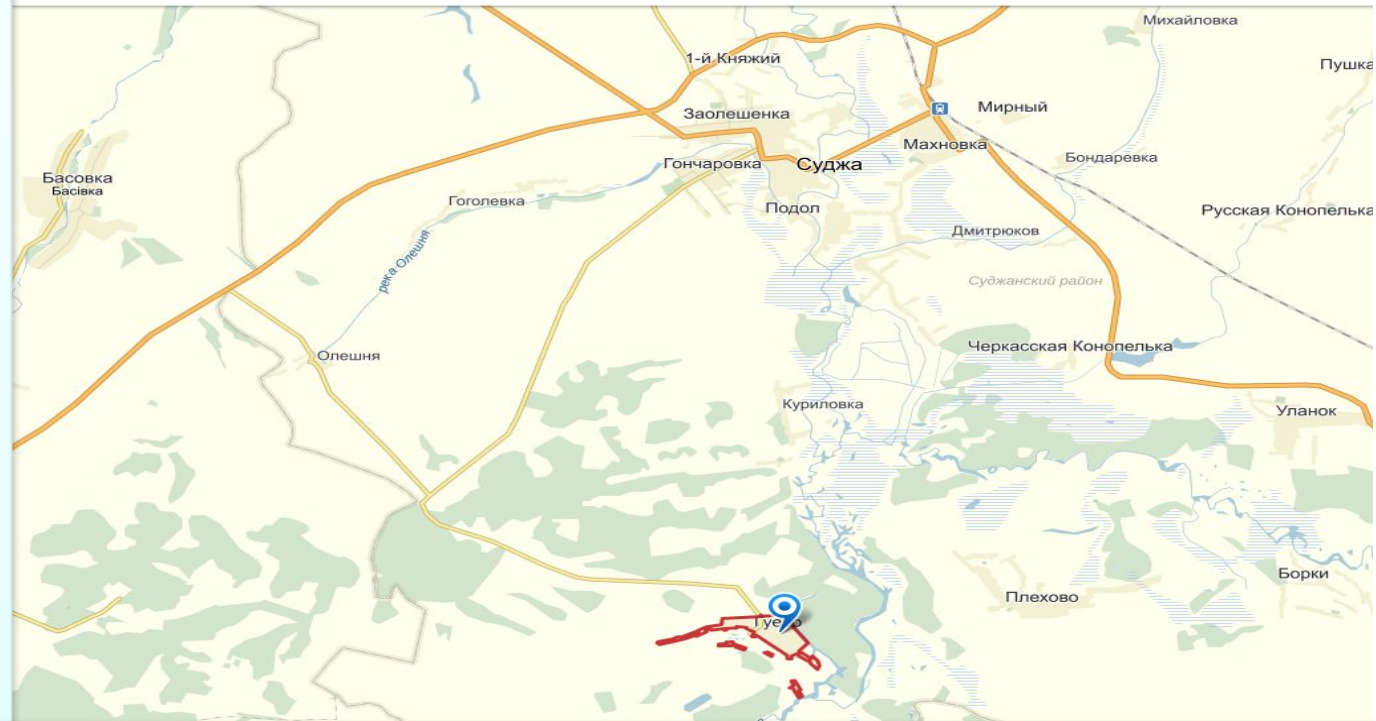 Михайловка
1-й Княжий
Пушка
Заолешенка
Мирный
Махновка
Гончаровка
Суджа
Бондаревка
Басовка
Басівка
Гоголевка
Подол
Русская Конопелька
Дмитрюков
река Олешня
Суджанский район
Олешня
Черкасская Конопелька
Куриловка
Уланок
Борки
Плехово